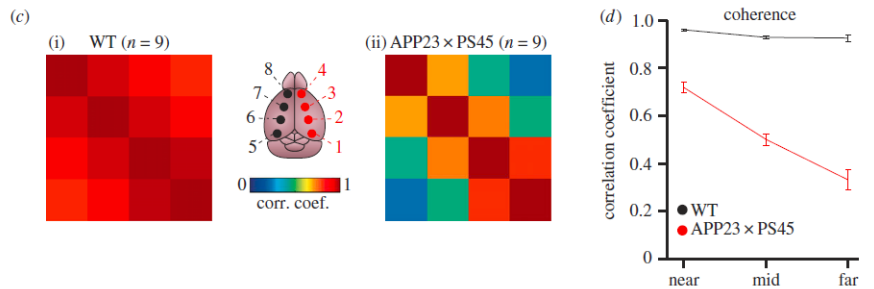 (c)
(i) WT (n = 9)
8
7
6
5
4
3
2
1
0 1
corr. coef.
(ii) APP23 × PS45 (n = 9)
(d)
coherence
correlation coefficient
1.0
0.8
0.6
0.4
0.2
0
WT
APP23 × PS45
near mid far